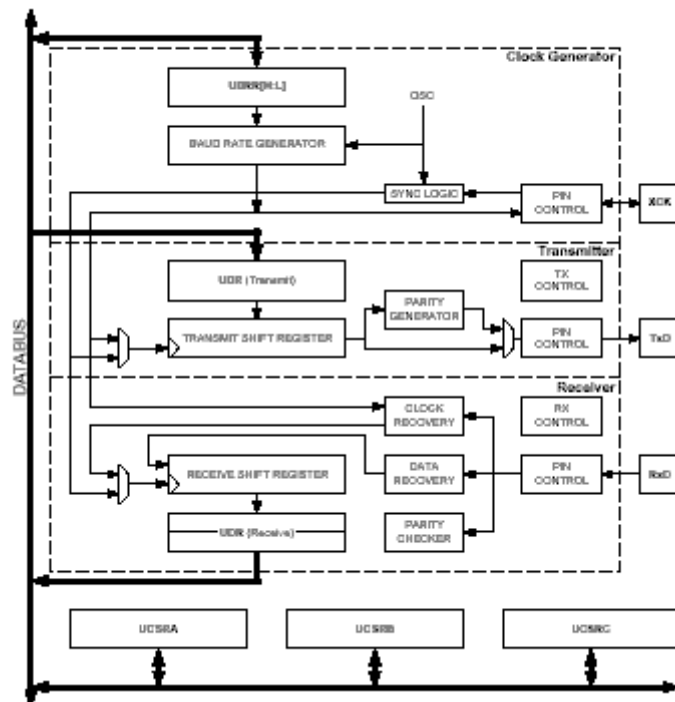 Clock Generator
UBRR[H:L]
OSC
BAUD RATE GENERATOR
SYNC LOGIC
PIN
CONTROL
XCK
Transmitter
UDR (Transmit)
TX
CONTROL
PARITY
GENERATOR
TRANSMIT SHIFT REGISTER
PIN
CONTROL
TxD
DATABUS
Receiver
CLOCK
RECOVERY
RX
CONTROL
RECEIVE SHIFT REGISTER
DATA
RECOVERY
PIN
CONTROL
RxD
UDR (Receive)
PARITY
CHECKER
UCSRA
UCSRB
UCSRC